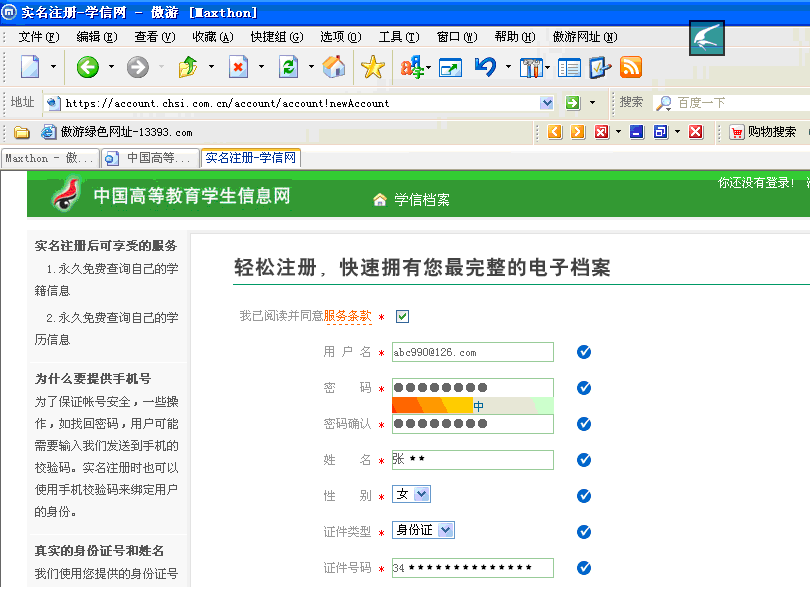 实名注册-学信网 - 傲游 [Maxthon]
文件(F) 编辑(E) 查看(V) 收藏(A) 快捷组(G) 选项(O) 工具(T) 窗口(W) 帮助(H) 傲游网址(N)
地址 https://account.chsi.com.cn/account/account!newAccount 搜索 百度一下
傲游绿色网址-13393.com 购物搜索
Maxthon - 傲... 中国高等... 实名注册-学信网
你还没有登录!
中国高等教育学生信息网 学信档案
实名注册后可享受的服务
1.永久免费查询自己的学
籍信息
2.永久免费查询自己的学
历信息
为什么要提供手机号
为了保证帐号安全，一些操
作，如找回密码，用户可能
需要输入我们发送到手机的
校验码。实名注册时也可以
使用手机校验码来绑定用户
的身份。
真实的身份证号和姓名
我们使用您提供的身份证号
轻松注册，快速拥有您最完整的电子档案
我已阅读并同意服务条款 *
用 户 名 * abc990@126.com
密 码 * ●●●●●●●●
中
密码确认 * ●●●●●●●●
姓 名 * 张 **
性 别 * 女
证件类型 * 身份证
证件号码 * 34 **************